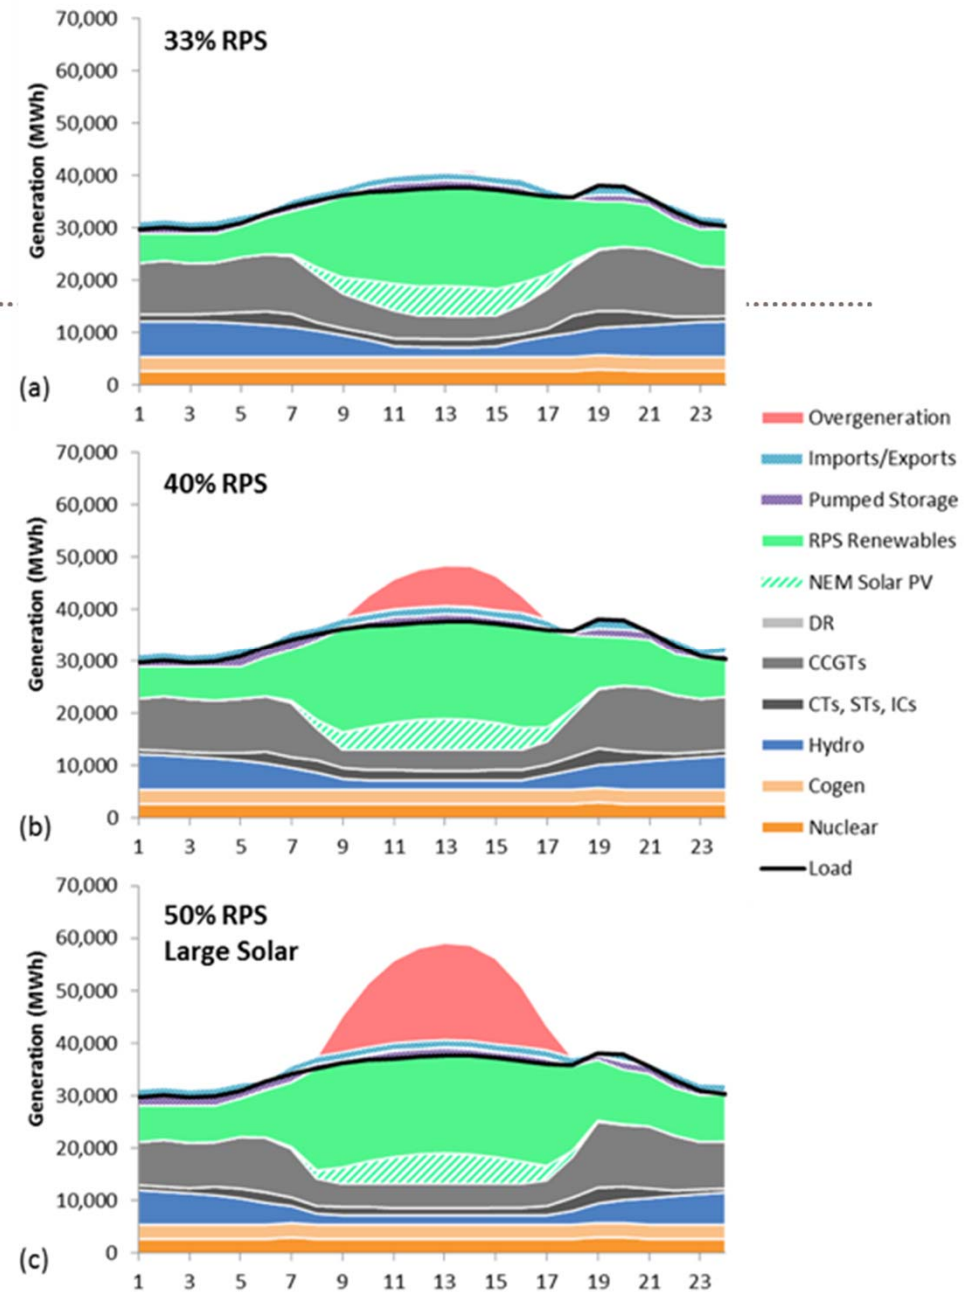 33% RPS
Generation (MWh)
70,000
60,000
50,000
40,000
30,000
20,000
10,000
0
1 3 5 7 9 11 13 15 17 19 21 23
(a)
40% RPS
Generation (MWh)
70,000
60,000
50,000
40,000
30,000
20,000
10,000
0
1 3 5 7 9 11 13 15 17 19 21 23
(b)
50% RPS
Large Solar
Generation (MWh)
70,000
60,000
50,000
40,000
30,000
20,000
10,000
0
1 3 5 7 9 11 13 15 17 19 21 23
(c)
Overgeneration
Imports/Exports
Pumped Storage
RPS Renewables
NEM Solar PV
DR
CCGTs
CTs, STs, ICs
Hydro
Cogen
Nuclear
Load